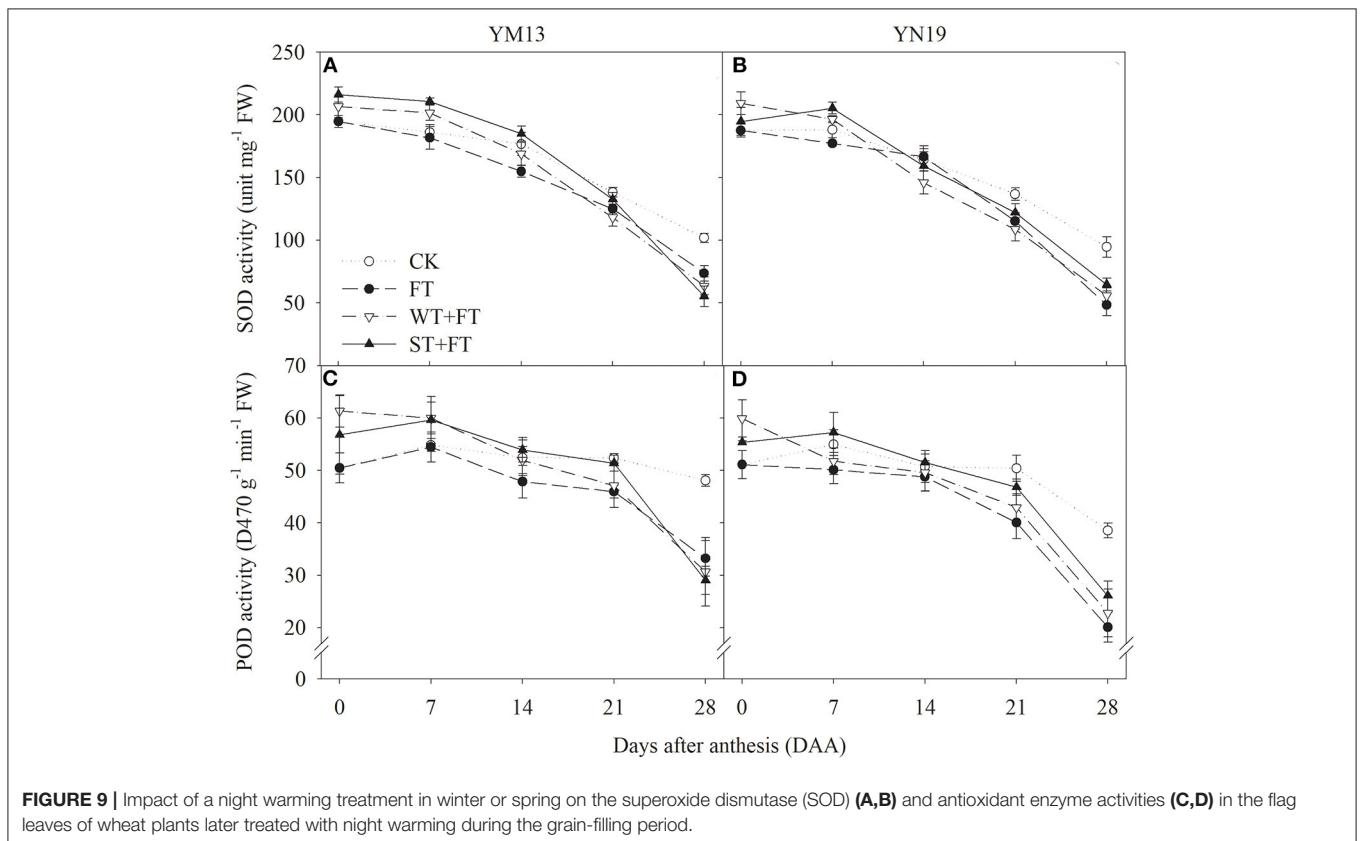 YM13
YN19
A
B
250
200
150
100
50
70
SOD activity (unit mg-1 FW)
CK
FT
WT+FT
ST+FT
C
D
60
50
40
30
20
0
POD activity (D470 g-1 min-1 FW)
0 7 14 21 28
0 7 14 21 28
Days after anthesis (DAA)
FIGURE 9 | Impact of a night warming treatment in winter or spring on the superoxide dismutase (SOD) (A,B) and antioxidant enzyme activities (C,D) in the flag
leaves of wheat plants later treated with night warming during the grain-filling period.